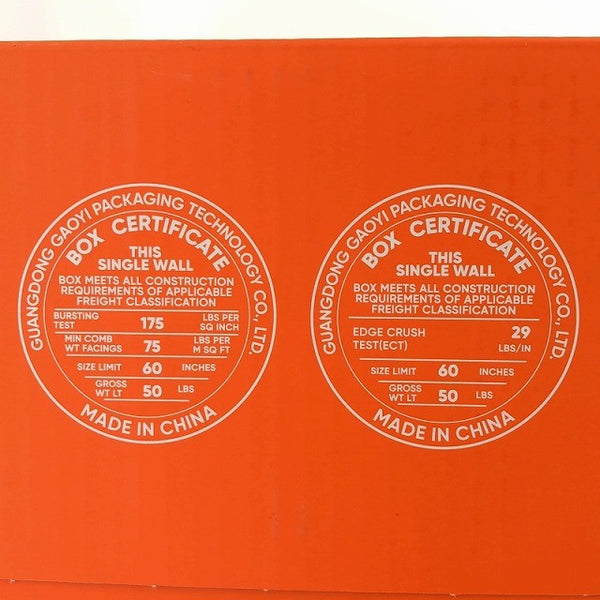 GUANGDONG GAOYI PACKAGING TECHNOLOGY CO., LTD.
BOX CERTIFICATE
THIS
SINGLE WALL
BOX MEETS ALL CONSTRUCTION
REQUIREMENTS OF APPLICABLE
FREIGHT CLASSIFICATION
BURSTING TEST 175 LBS PER SQ INCH
MIN COMB WT FACINGS 75 LBS PER M SQ FT
SIZE LIMIT 60 INCHES
GROSS WT LT 50 LBS
MADE IN CHINA
GUANGDONG GAOYI PACKAGING TECHNOLOGY CO., LTD.
BOX CERTIFICATE
THIS
SINGLE WALL
BOX MEETS ALL CONSTRUCTION
REQUIREMENTS OF APPLICABLE
FREIGHT CLASSIFICATION
EDGE CRUSH TEST(ECT) 29 LBS/IN
SIZE LIMIT 60 INCHES
GROSS WT LT 50 LBS
MADE IN CHINA